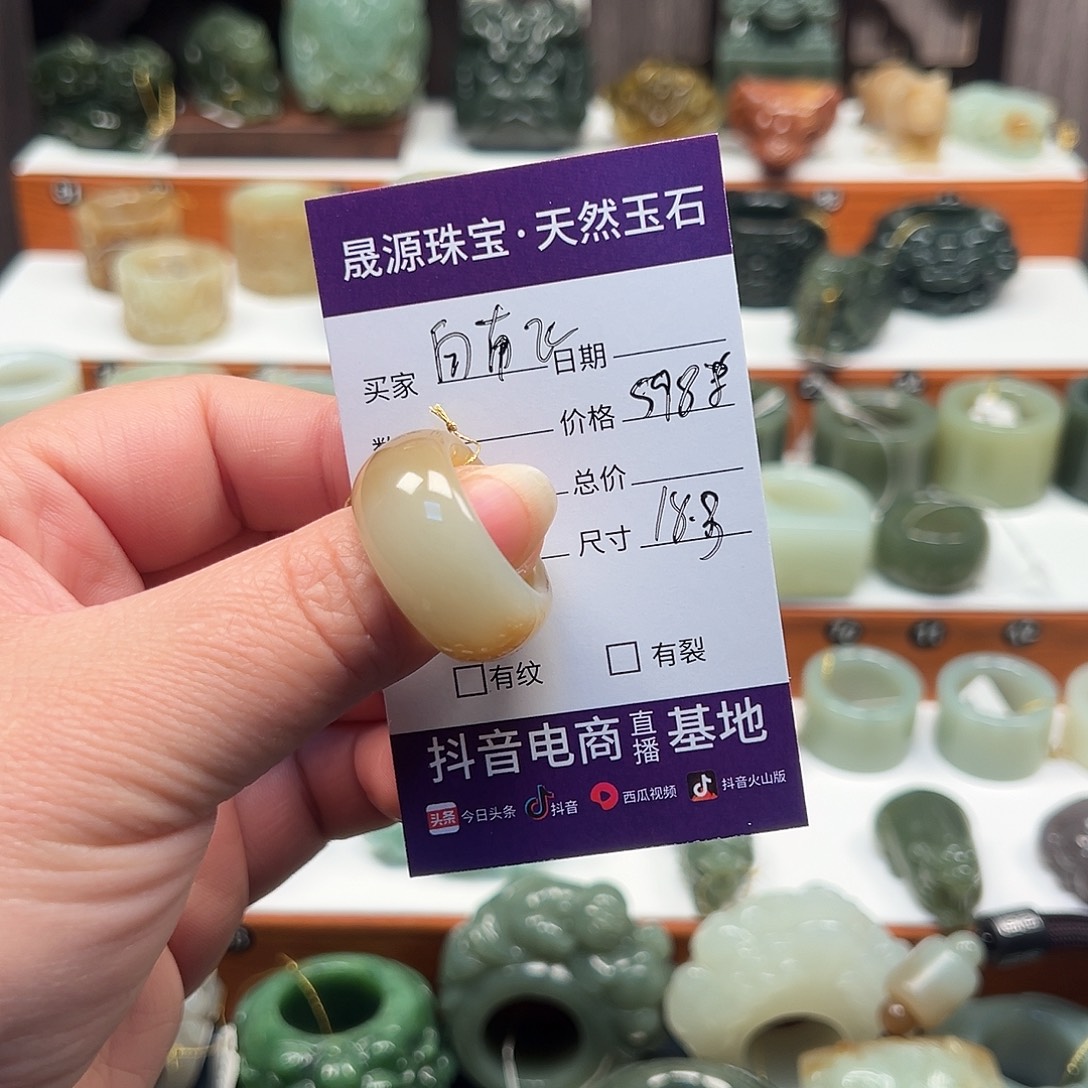 晟源珠宝·天然玉石
买家 日期
价格 598
总价
尺寸 18.8
有纹 有裂
抖音电商直播基地
头条 今日头条 抖音 西瓜视频 抖音火山版